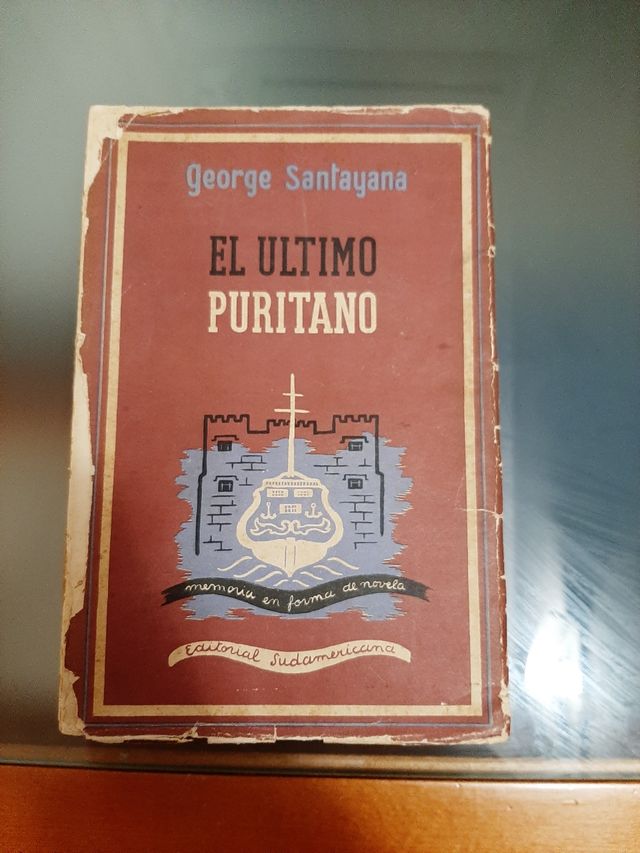 george Santayana
EL ULTIMO
PURITANO
memoria en forma de novela
Editorial Sudamericana